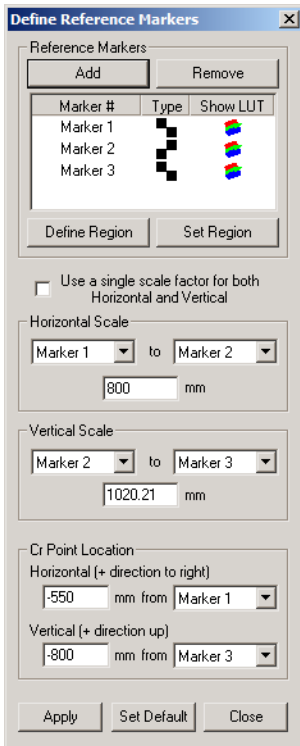 Define Reference Markers
Reference Markers
Add Remove
Marker # Type Show LUT
Marker 1
Marker 2
Marker 3
Define Region Set Region
Use a single scale factor for both
Horizontal and Vertical
Horizontal Scale
Marker 1 to Marker 2
800 mm
Vertical Scale
Marker 2 to Marker 3
1020.21 mm
Cr Point Location
Horizontal (+ direction to right)
-550 mm from Marker 1
Vertical (+ direction up)
-800 mm from Marker 3
Apply Set Default Close